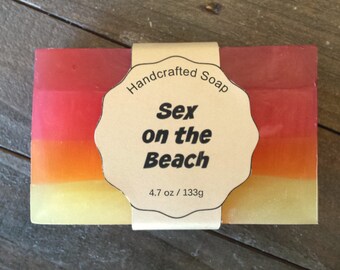 Handcrafted Soap
Sex
on the
Beach
4.7 oz / 133g